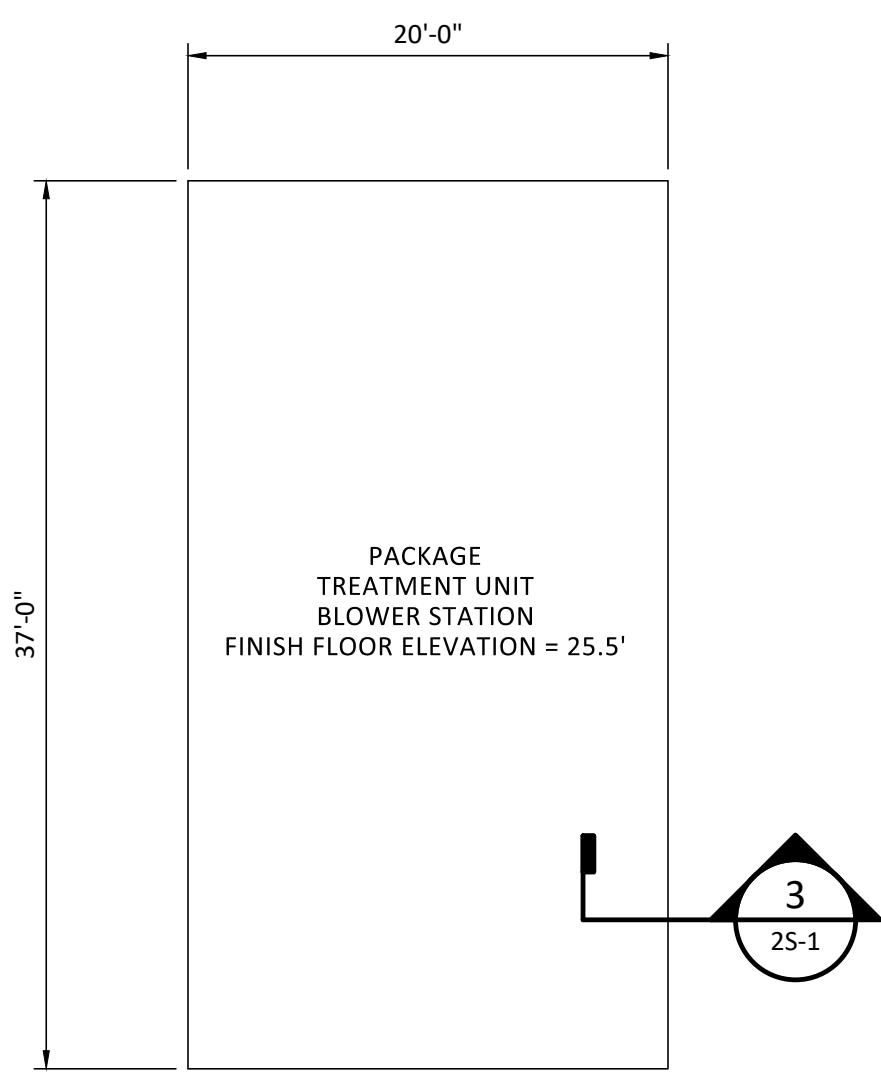 20'-0"
37'-0"
PACKAGE
TREATMENT UNIT
BLOWER STATION
FINISH FLOOR ELEVATION = 25.5'
3
2S-1